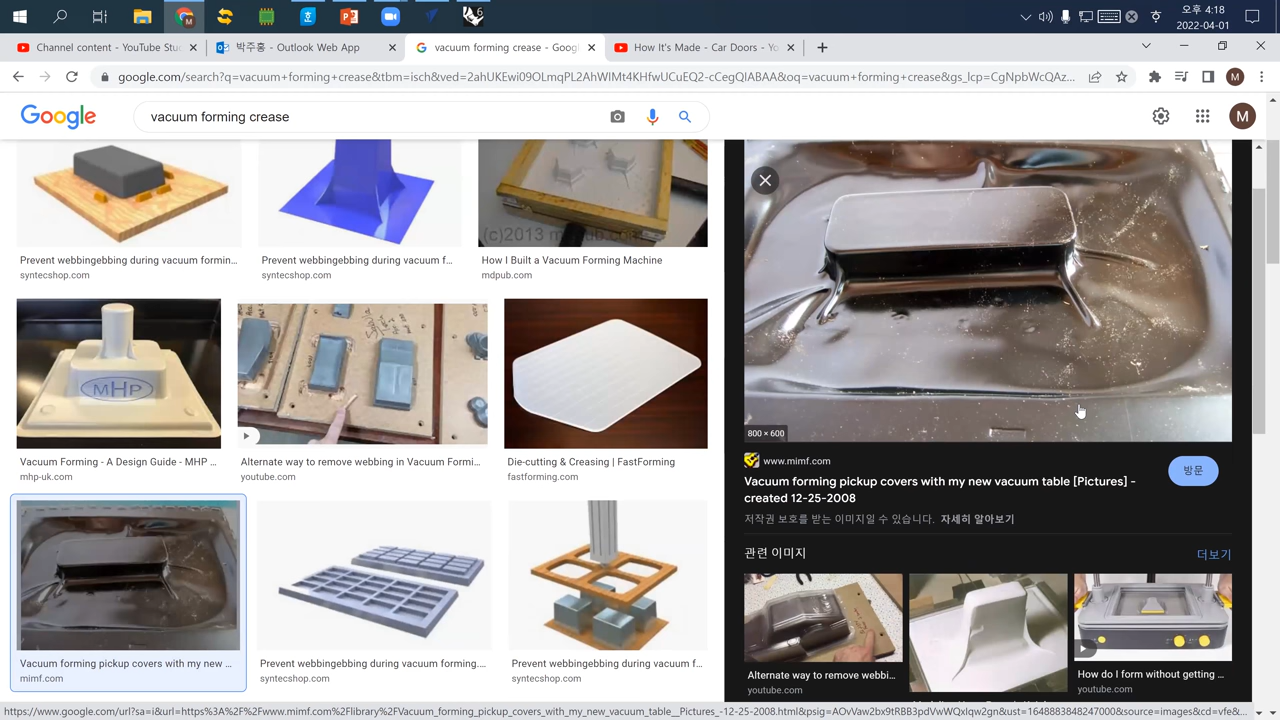 6
오후 4:18
2022-04-01
Channel content - YouTube Stu
박주홍 - Outlook Web App
vacuum forming crease - Goog
How It's Made - Car Doors - Yo
google.com/search?q=vacuum+forming+crease&tbm=isch&ved=2ahUKEwi09OLmqPL2AhWlMt4KHfwUCuEQ2-cCegQIABAA&oq=vacuum+forming+crease&gs_lcp=CgNpbWcQAz...
M
Google
vacuum forming crease
M
(c)2013 mdpub.com
Prevent webbingebbing during vacuum formin...
syntecshop.com
Prevent webbingebbing during vacuum f...
syntecshop.com
How I Built a Vacuum Forming Machine
mdpub.com
MHP
Vacuum Forming - A Design Guide - MHP ...
mhp-uk.com
Alternate way to remove webbing in Vacuum Formi...
youtube.com
Die-cutting & Creasing | FastForming
fastforming.com
Vacuum forming pickup covers with my new ...
mimf.com
Prevent webbingebbing during vacuum forming....
syntecshop.com
Prevent webbingebbing during vacuum f...
syntecshop.com
800 × 600
www.mimf.com
Vacuum forming pickup covers with my new vacuum table [Pictures] -
created 12-25-2008
방문
저작권 보호를 받는 이미지일 수 있습니다. 자세히 알아보기
관련 이미지
더보기
Alternate way to remove webbi...
youtube.com
How do I form without getting ...
youtube.com
https://www.google.com/url?sa=i&url=https%3A%2F%2Fwww.mimf.com%2Flibrary%2FVacuum_forming_pickup_covers_with_my_new_vacuum_table__Pictures_-12-25-2008.html&psig=AOvVaw2bx9tRBB3pdVwWQxlqw2gn&ust=1648883848247000&source=images&cd=vfe&...